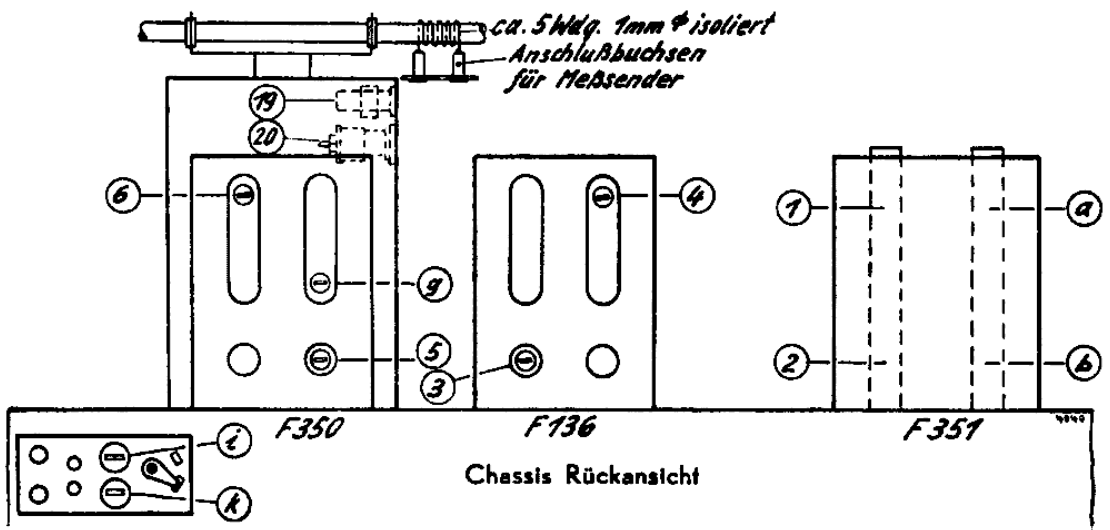 ca. 5 Wdg. 1mm ⌀ isoliert
Anschlußbuchsen
für Meßsender
19
20
6
4
1
a
g
5
3
2
b
F350
F136
F351
4040
i
k
Chassis Rückansicht